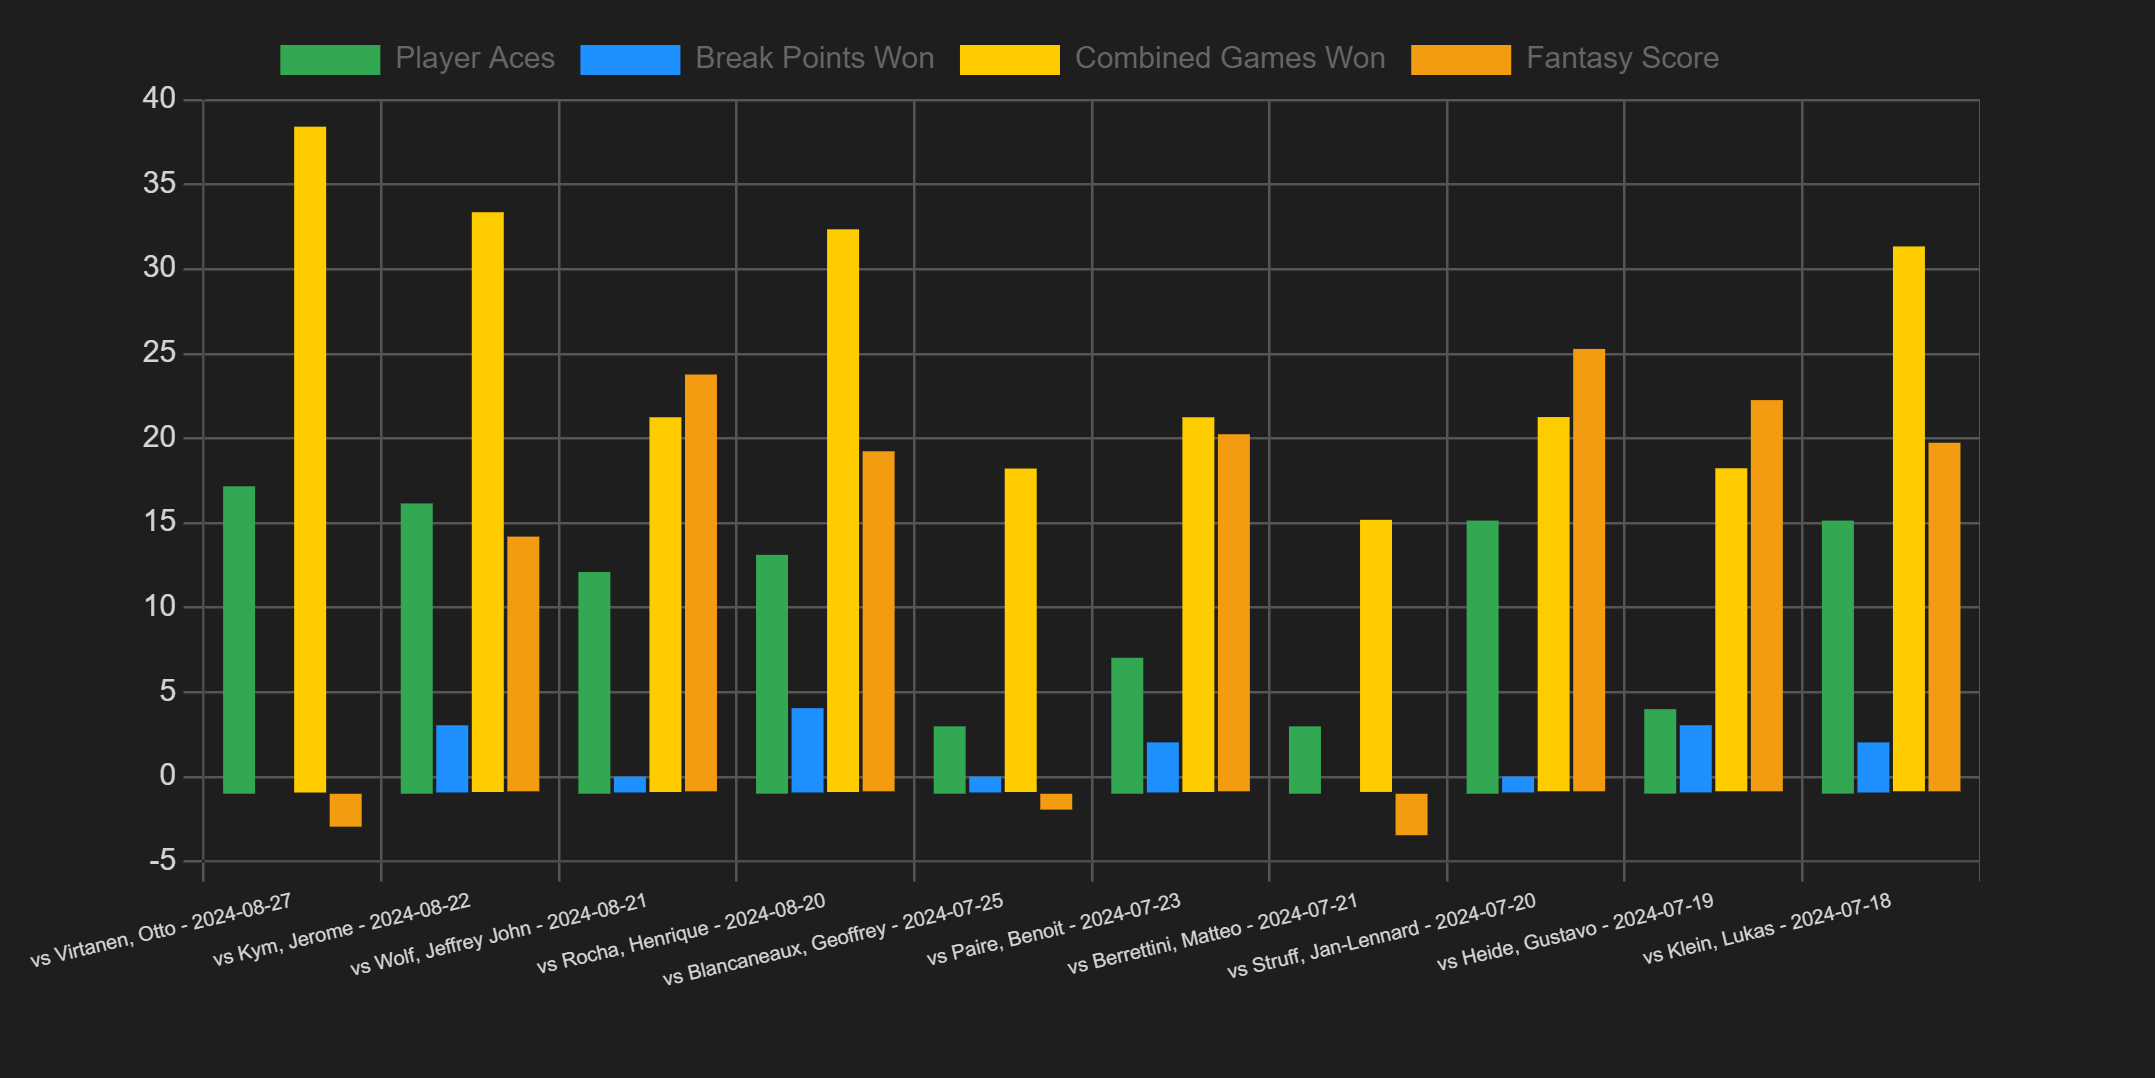 Player Aces Break Points Won Combined Games Won Fantasy Score
40
35
30
25
20
15
10
5
0
-5
vs Virtanen, Otto - 2024-08-27
vs Kym, Jerome - 2024-08-22
vs Wolf, Jeffrey John - 2024-08-21
vs Rocha, Henrique - 2024-08-20
vs Blancaneaux, Geoffrey - 2024-07-25
vs Paire, Benoit - 2024-07-23
vs Berrettini, Matteo - 2024-07-21
vs Struff, Jan-Lennard - 2024-07-20
vs Heide, Gustavo - 2024-07-19
vs Klein, Lukas - 2024-07-18